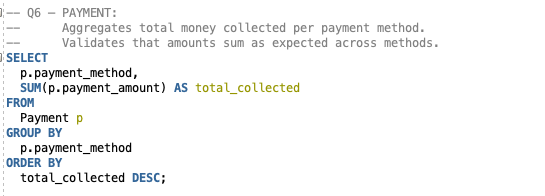 -- Q6 – PAYMENT:
--      Aggregates total money collected per payment method.
--      Validates that amounts sum as expected across methods.
SELECT
  p.payment_method,
  SUM(p.payment_amount) AS total_collected
FROM
  Payment p
GROUP BY
  p.payment_method
ORDER BY
  total_collected DESC;